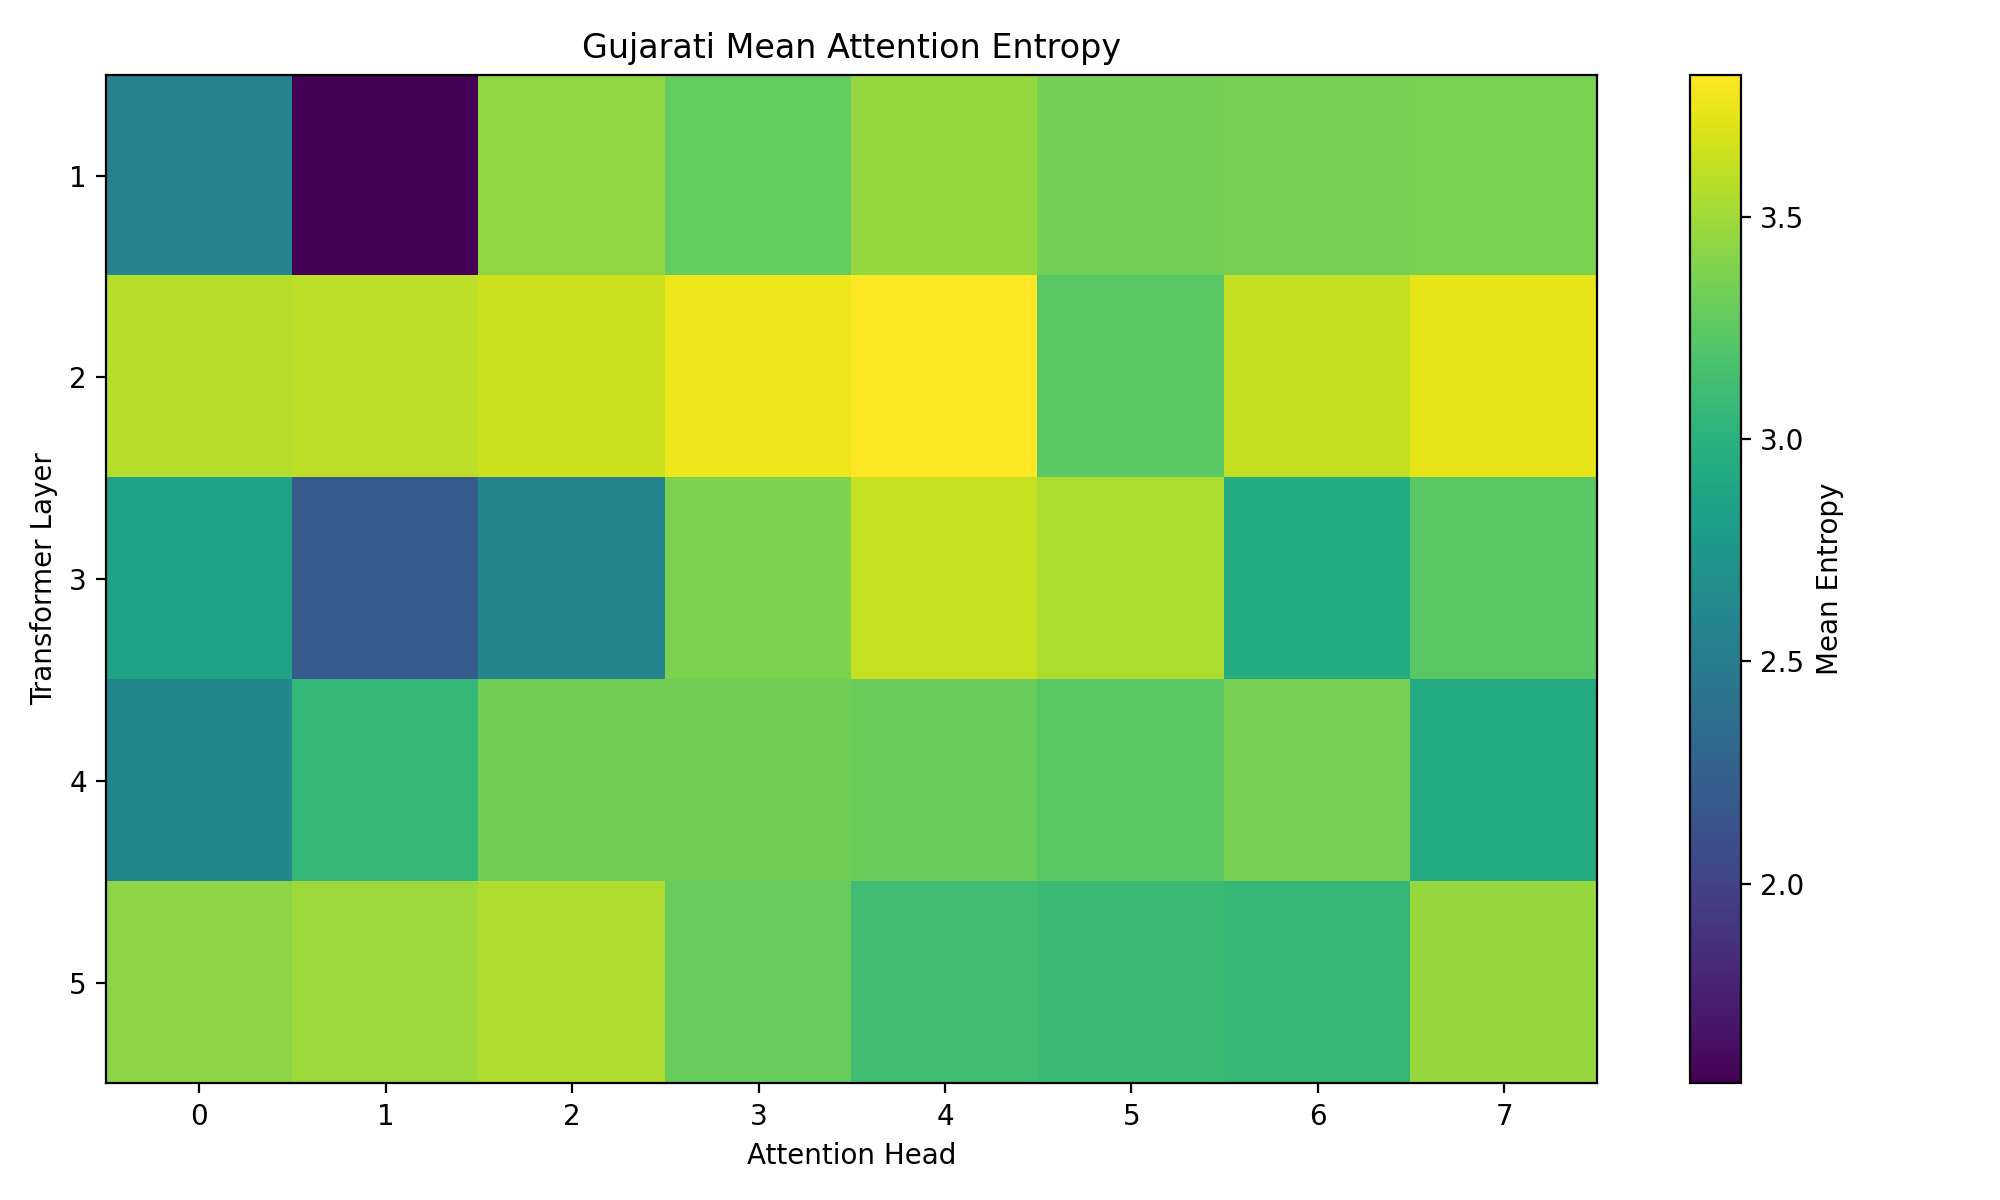 Gujarati Mean Attention Entropy
Transformer Layer
1
2
3
4
5
0 1 2 3 4 5 6 7
Attention Head
3.5
3.0
2.5
2.0
Mean Entropy